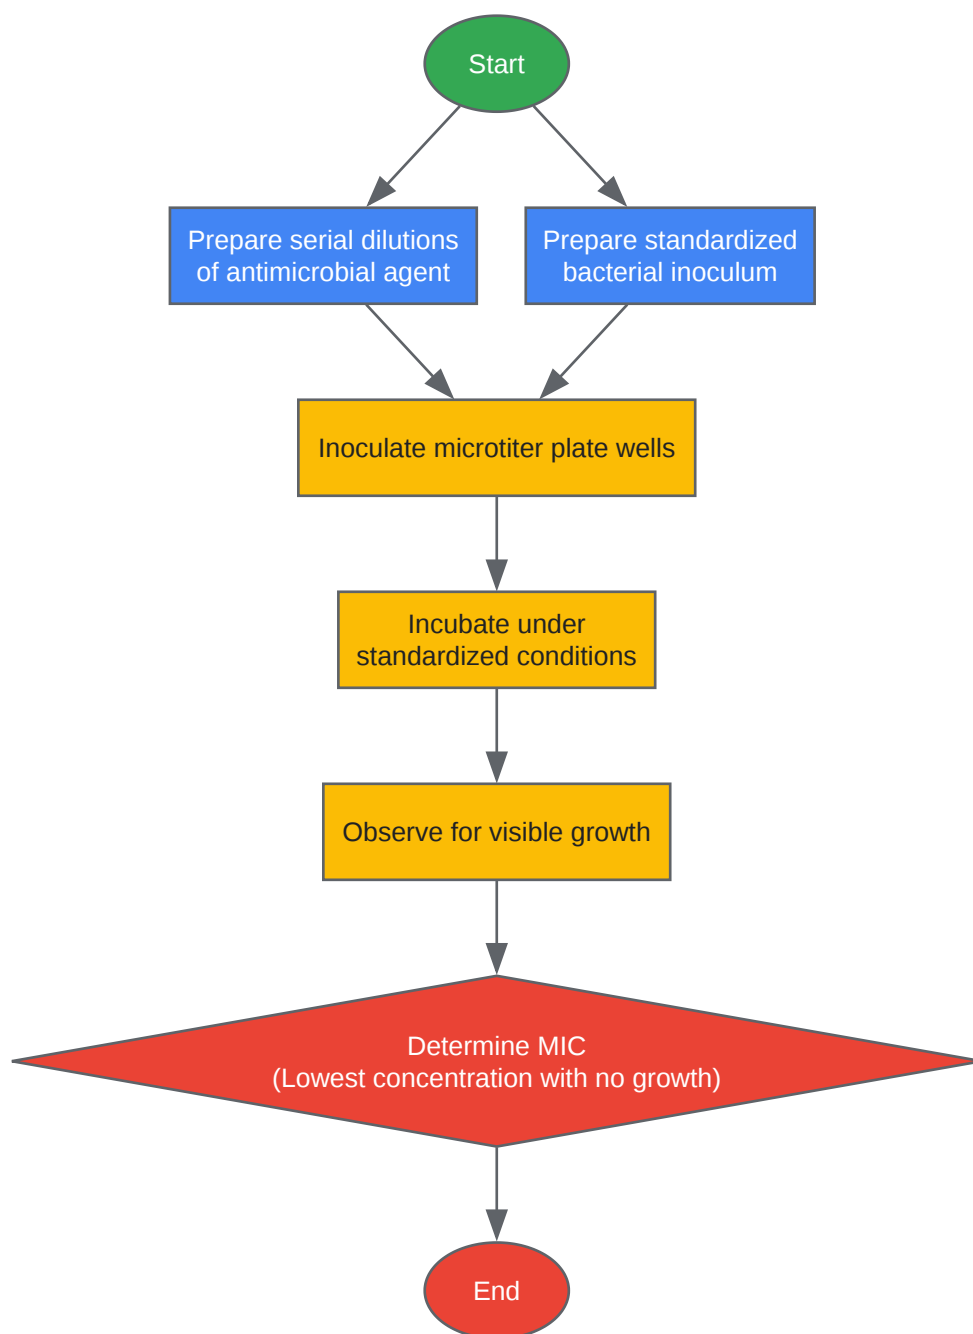 Start
Prepare serial dilutions
of antimicrobial agent
Prepare standardized
bacterial inoculum
Inoculate microtiter plate wells
Incubate under
standardized conditions
Observe for visible growth
Determine MIC
(Lowest concentration with no growth)
End